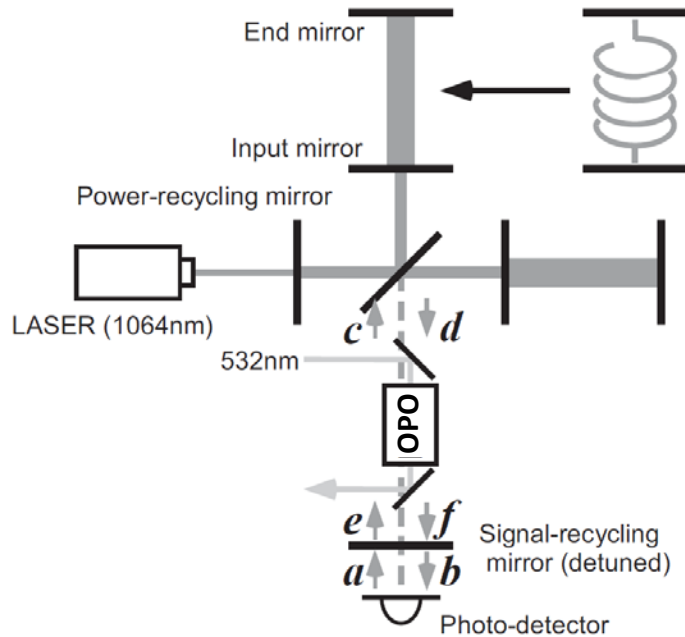 End mirror
Input mirror
Power-recycling mirror
LASER (1064nm)
c
d
532nm
OPO
e
f
Signal-recycling
mirror (detuned)
a
b
Photo-detector